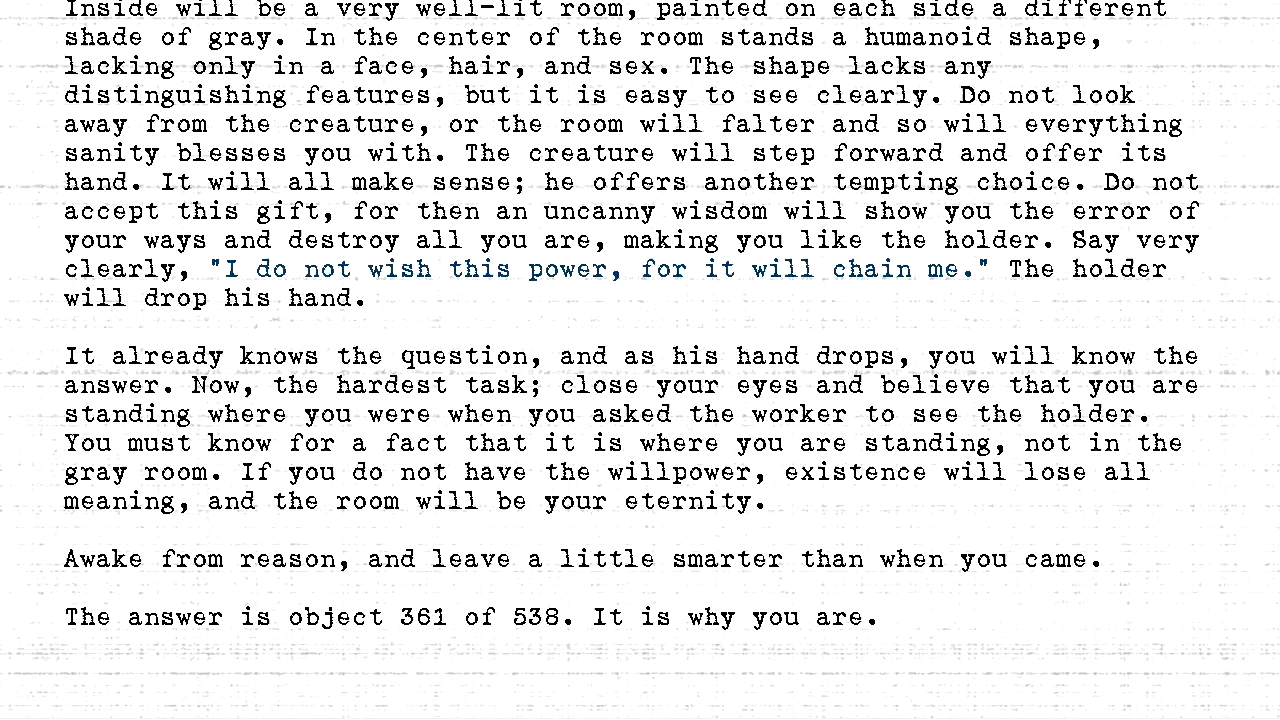 Inside will be a very well-lit room, painted on each side a different
shade of gray. In the center of the room stands a humanoid shape,
lacking only in a face, hair, and sex. The shape lacks any
distinguishing features, but it is easy to see clearly. Do not look
away from the creature, or the room will falter and so will everything
sanity blesses you with. The creature will step forward and offer its
hand. It will all make sense; he offers another tempting choice. Do not
accept this gift, for then an uncanny wisdom will show you the error of
your ways and destroy all you are, making you like the holder. Say very
clearly, "I do not wish this power, for it will chain me." The holder
will drop his hand.
It already knows the question, and as his hand drops, you will know the
answer. Now, the hardest task; close your eyes and believe that you are
standing where you were when you asked the worker to see the holder.
You must know for a fact that it is where you are standing, not in the
gray room. If you do not have the willpower, existence will lose all
meaning, and the room will be your eternity.
Awake from reason, and leave a little smarter than when you came.
The answer is object 361 of 538. It is why you are.